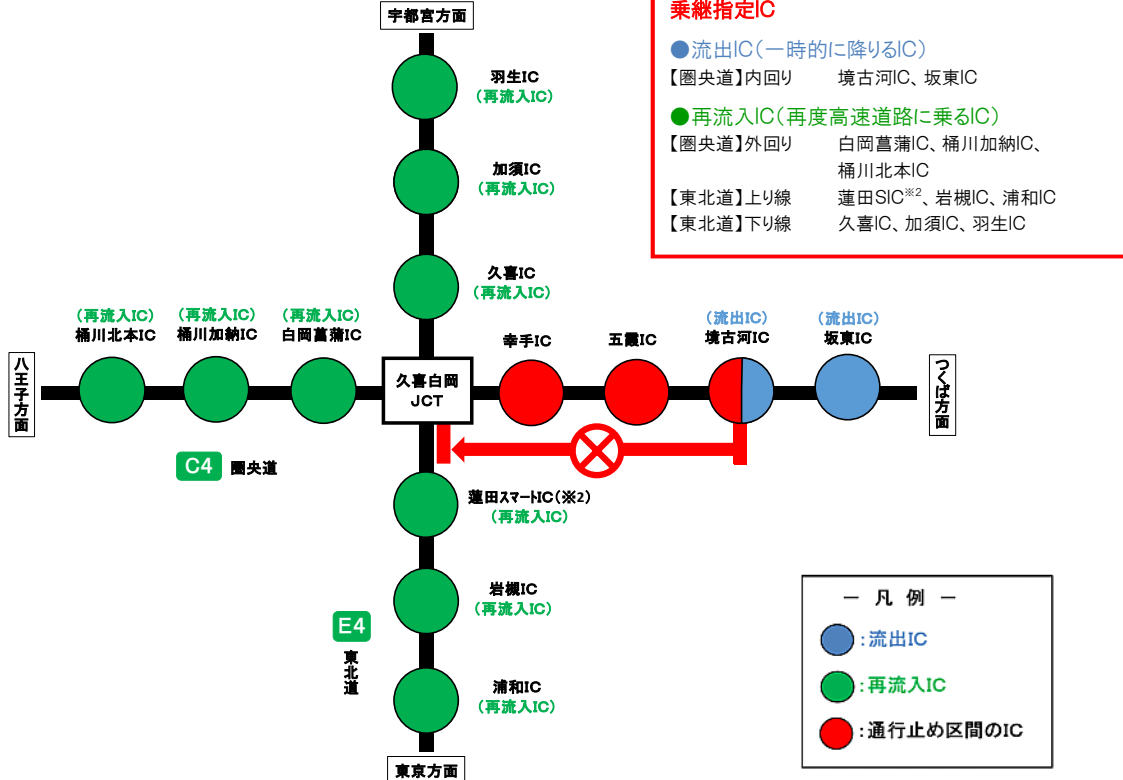 宇都宮方面
羽生IC
(再流入IC)
加須IC
(再流入IC)
久喜IC
(再流入IC)
乗継指定IC
●流出IC(一時的に降りるIC)
【圏央道】内回り 境古河IC、坂東IC
●再流入IC(再度高速道路に乗るIC)
【圏央道】外回り 白岡菖蒲IC、桶川加納IC、
桶川北本IC
【東北道】上り線 蓮田SIC※2、岩槻IC、浦和IC
【東北道】下り線 久喜IC、加須IC、羽生IC
八王子方面
(再流入IC)
桶川北本IC
(再流入IC)
桶川加納IC
(再流入IC)
白岡菖蒲IC
久喜白岡
JCT
幸手IC
五霞IC
(流出IC)
境古河IC
(流出IC)
坂東IC
つくば方面
C4 圏央道
蓮田スマートIC(※2)
(再流入IC)
岩槻IC
(再流入IC)
E4
東北道
浦和IC
(再流入IC)
東京方面
- 凡 例 -
:流出IC
:再流入IC
:通行止め区間のIC